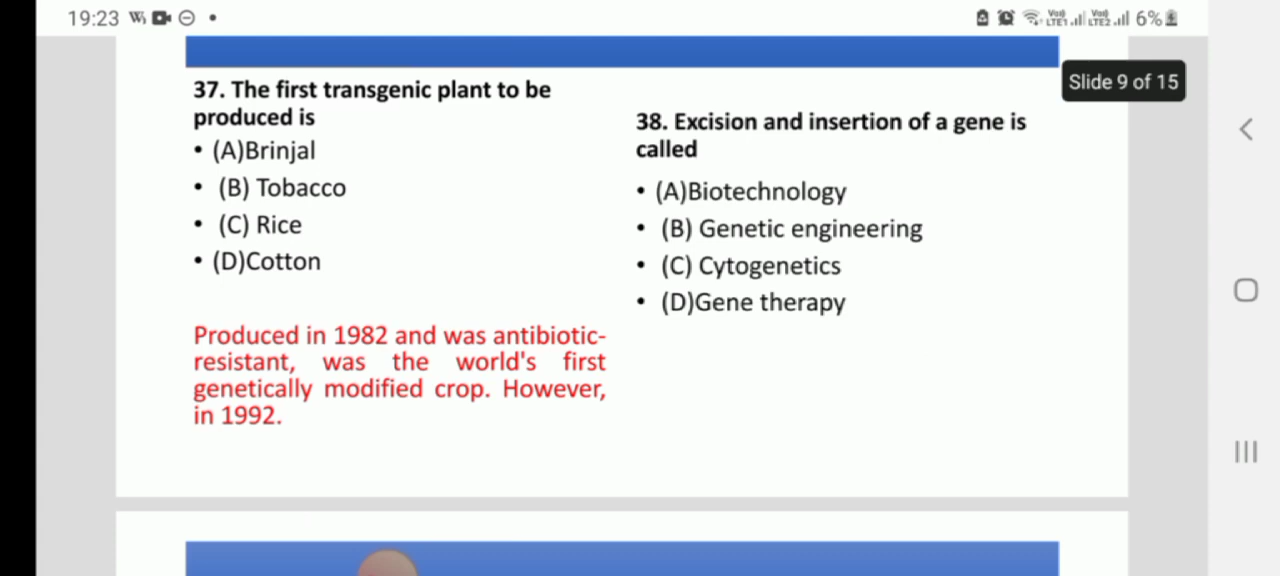 19:23
6%
Slide 9 of 15
37. The first transgenic plant to be
produced is
• (A)Brinjal
• (B) Tobacco
• (C) Rice
• (D)Cotton
Produced in 1982 and was antibiotic-
resistant, was the world's first
genetically modified crop. However,
in 1992.
38. Excision and insertion of a gene is
called
• (A)Biotechnology
• (B) Genetic engineering
• (C) Cytogenetics
• (D)Gene therapy